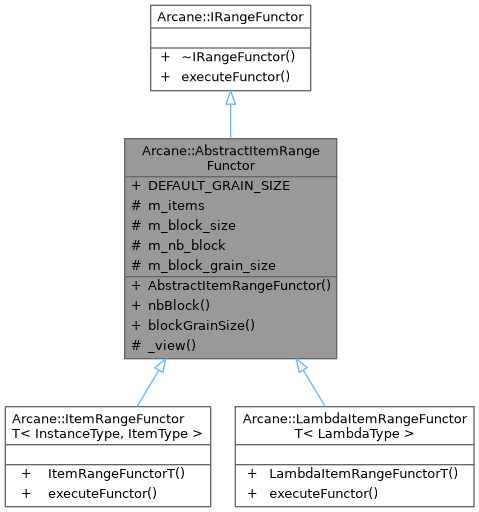 Arcane::IRangeFunctor
+ ~IRangeFunctor()
+ executeFunctor()
Arcane::AbstractItemRange
Functor
+ DEFAULT_GRAIN_SIZE
# m_items
# m_block_size
# m_nb_block
# m_block_grain_size
+ AbstractItemRangeFunctor()
+ nbBlock()
+ blockGrainSize()
# _view()
Arcane::ItemRangeFunctor
T< InstanceType, ItemType >
+ ItemRangeFunctorT()
+ executeFunctor()
Arcane::LambdaItemRangeFunctor
T< LambdaType >
+ LambdaItemRangeFunctorT()
+ executeFunctor()